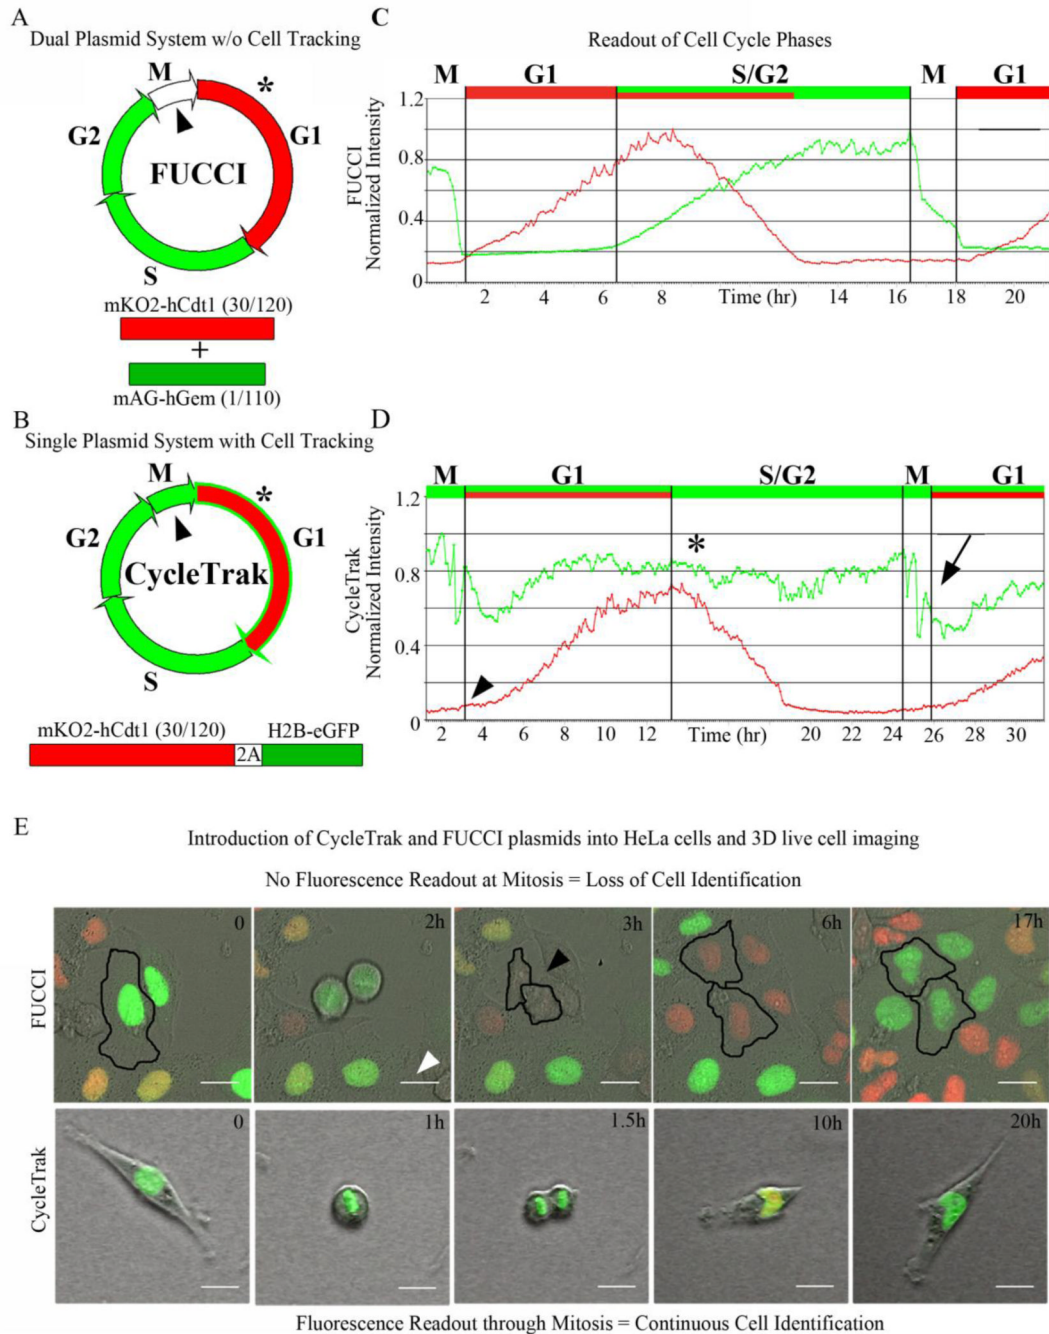 A
Dual Plasmid System w/o Cell Tracking
M
*
G2
G1
FUCCI
S
mKO2-hCdt1 (30/120)
+
mAG-hGem (1/110)
B
Single Plasmid System with Cell Tracking
M
*
G2
G1
CycleTrak
S
mKO2-hCdt1 (30/120)
2A
H2B-eGFP
C
Readout of Cell Cycle Phases
M G1 S/G2 M G1
FUCCI
Normalized Intensity
1.2
0.8
0.4
0
2 4 6 8 Time (hr) 14 16 18 20
D
M G1 S/G2 M G1
CycleTrak
Normalized Intensity
1.2
0.8
0.4
0
*
2 4 6 8 10 12 Time (hr) 20 22 24 26 28 30
E
Introduction of CycleTrak and FUCCI plasmids into HeLa cells and 3D live cell imaging
No Fluorescence Readout at Mitosis = Loss of Cell Identification
FUCCI
0 2h 3h 6h 17h
CycleTrak
0 1h 1.5h 10h 20h
Fluorescence Readout through Mitosis = Continuous Cell Identification